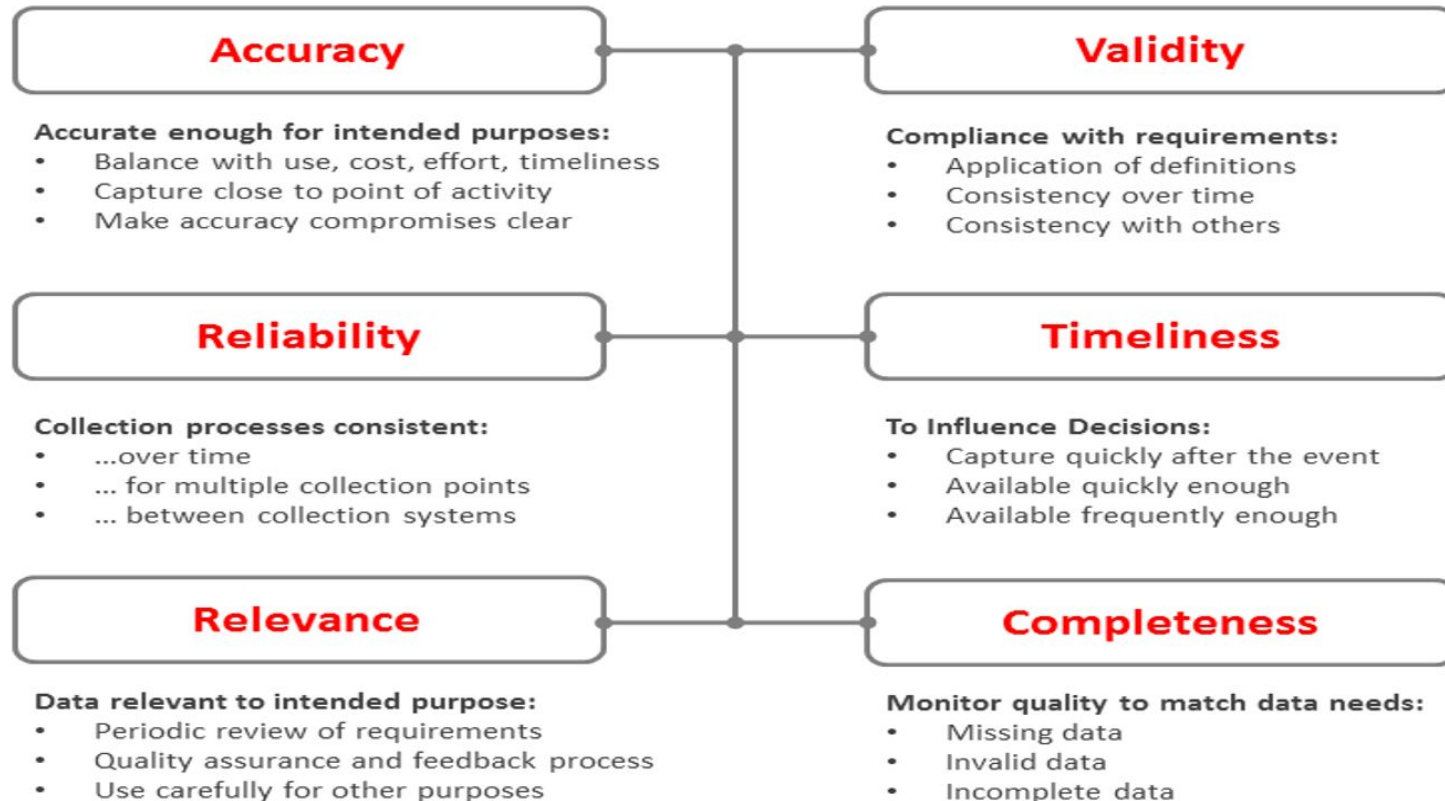 Accuracy
Accurate enough for intended purposes:
• Balance with use, cost, effort, timeliness
• Capture close to point of activity
• Make accuracy compromises clear
Validity
Compliance with requirements:
• Application of definitions
• Consistency over time
• Consistency with others
Reliability
Collection processes consistent:
• ...over time
• ... for multiple collection points
• ... between collection systems
Timeliness
To Influence Decisions:
• Capture quickly after the event
• Available quickly enough
• Available frequently enough
Relevance
Data relevant to intended purpose:
• Periodic review of requirements
• Quality assurance and feedback process
• Use carefully for other purposes
Completeness
Monitor quality to match data needs:
• Missing data
• Invalid data
• Incomplete data